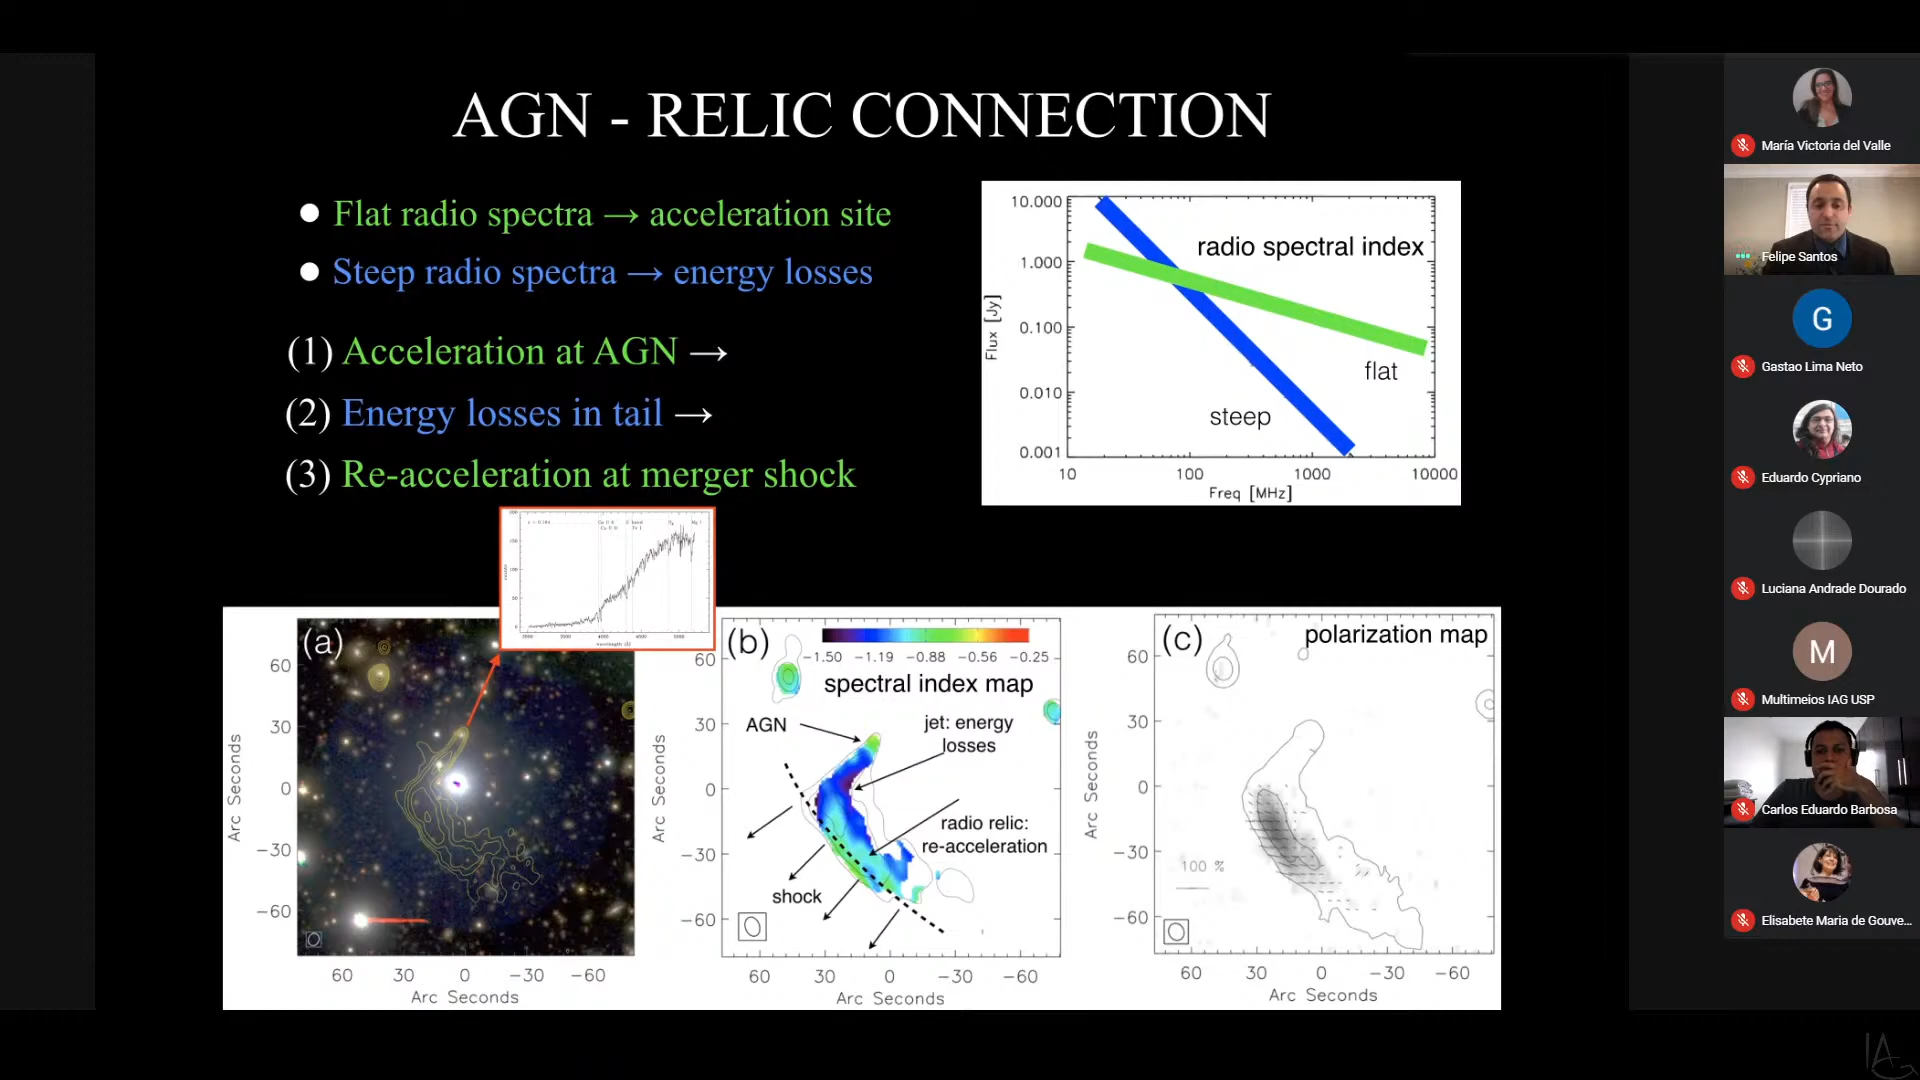 AGN - RELIC CONNECTION
● Flat radio spectra → acceleration site
● Steep radio spectra → energy losses
(1) Acceleration at AGN →
(2) Energy losses in tail →
(3) Re-acceleration at merger shock
radio spectral index
flat
steep
10.000
1.000
0.100
0.010
0.001
Flux [Jy]
10 100 1000 10000
Freq [MHz]
(a)
60
30
0
−30
−60
Arc Seconds
60 30 0 −30 −60
Arc Seconds
(b)
−1.50 −1.19 −0.88 −0.56 −0.25
spectral index map
AGN
jet: energy
losses
radio relic:
re-acceleration
shock
60
30
0
−30
−60
Arc Seconds
60 30 0 −30 −60
Arc Seconds
(c)
polarization map
100 %
60
30
0
−30
−60
Arc Seconds
60 30 0 −30 −60
Arc Seconds
María Victoria del Valle
Felipe Santos
G
Gastao Lima Neto
Eduardo Cypriano
Luciana Andrade Dourado
M
Multimeios IAG USP
Carlos Eduardo Barbosa
Elisabete Maria de Gouve...
IAG